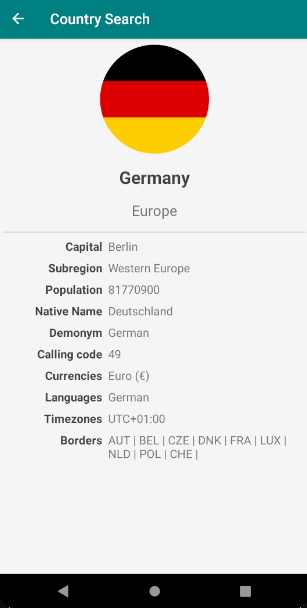 Country Search
Germany
Europe
Capital Berlin
Subregion Western Europe
Population 81770900
Native Name Deutschland
Demonym German
Calling code 49
Currencies Euro (€)
Languages German
Timezones UTC+01:00
Borders AUT | BEL | CZE | DNK | FRA | LUX |
NLD | POL | CHE |